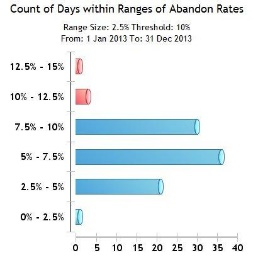 Count of Days within Ranges of Abandon Rates
Range Size: 2.5% Threshold: 10%
From: 1 Jan 2013 To: 31 Dec 2013
12.5% - 15%
10% - 12.5%
7.5% - 10%
5% - 7.5%
2.5% - 5%
0% - 2.5%
0 5 10 15 20 25 30 35 40